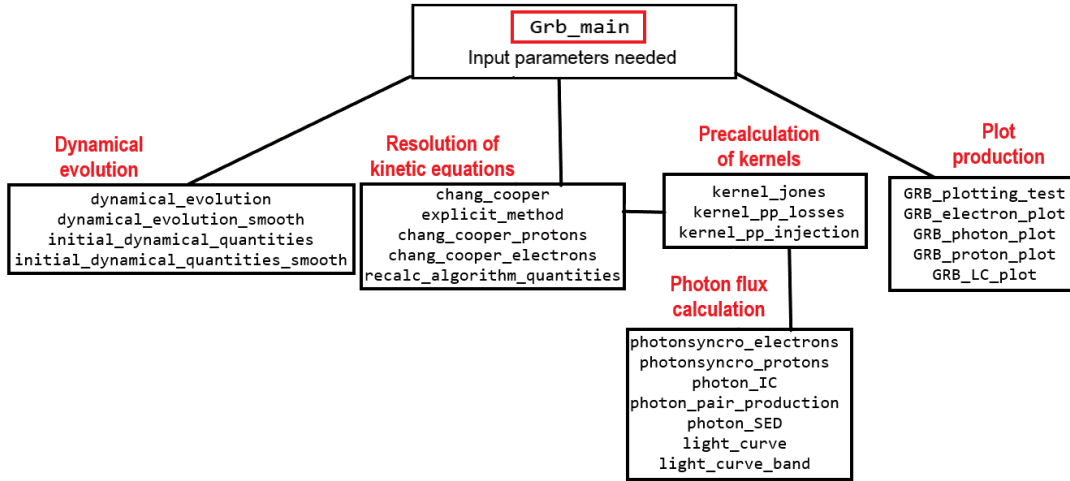 Grb_main
Input parameters needed
Dynamical
evolution
dynamical_evolution
dynamical_evolution_smooth
initial_dynamical_quantities
initial_dynamical_quantities_smooth
Resolution of
kinetic equations
chang_cooper
explicit_method
chang_cooper_protons
chang_cooper_electrons
recalc_algorithm_quantities
Precalculation
of kernels
kernel_jones
kernel_pp_losses
kernel_pp_injection
Plot
production
GRB_plotting_test
GRB_electron_plot
GRB_photon_plot
GRB_proton_plot
GRB_LC_plot
Photon flux
calculation
photonsyncro_electrons
photonsyncro_protons
photon_IC
photon_pair_production
photon_SED
light_curve
light_curve_band